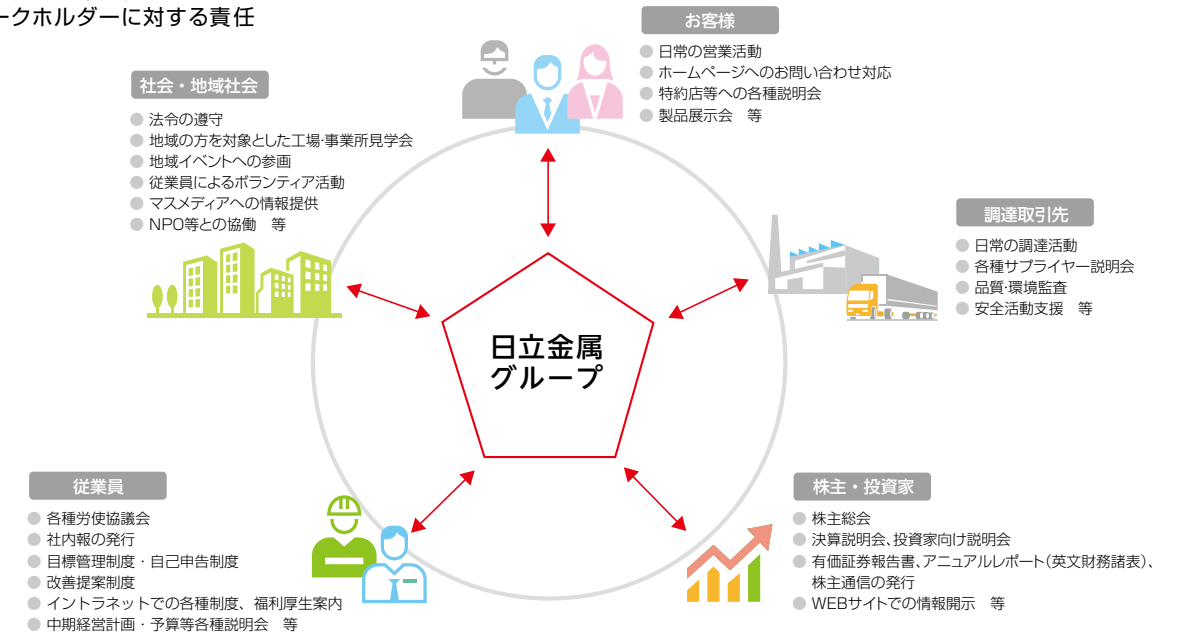 ークホルダーに対する責任
お客様
● 日常の営業活動
● ホームページへのお問い合わせ対応
● 特約店等への各種説明会
● 製品展示会　等
社会・地域社会
● 法令の遵守
● 地域の方を対象とした工場・事業所見学会
● 地域イベントへの参画
● 従業員によるボランティア活動
● マスメディアへの情報提供
● NPO等との協働　等
調達取引先
● 日常の調達活動
● 各種サプライヤー説明会
● 品質・環境監査
● 安全活動支援　等
日立金属
グループ
従業員
● 各種労使協議会
● 社内報の発行
● 目標管理制度・自己申告制度
● 改善提案制度
● イントラネットでの各種制度、福利厚生案内
● 中期経営計画・予算等各種説明会　等
株主・投資家
● 株主総会
● 決算説明会、投資家向け説明会
● 有価証券報告書、アニュアルレポート(英文財務諸表)、
株主通信の発行
● WEBサイトでの情報開示　等